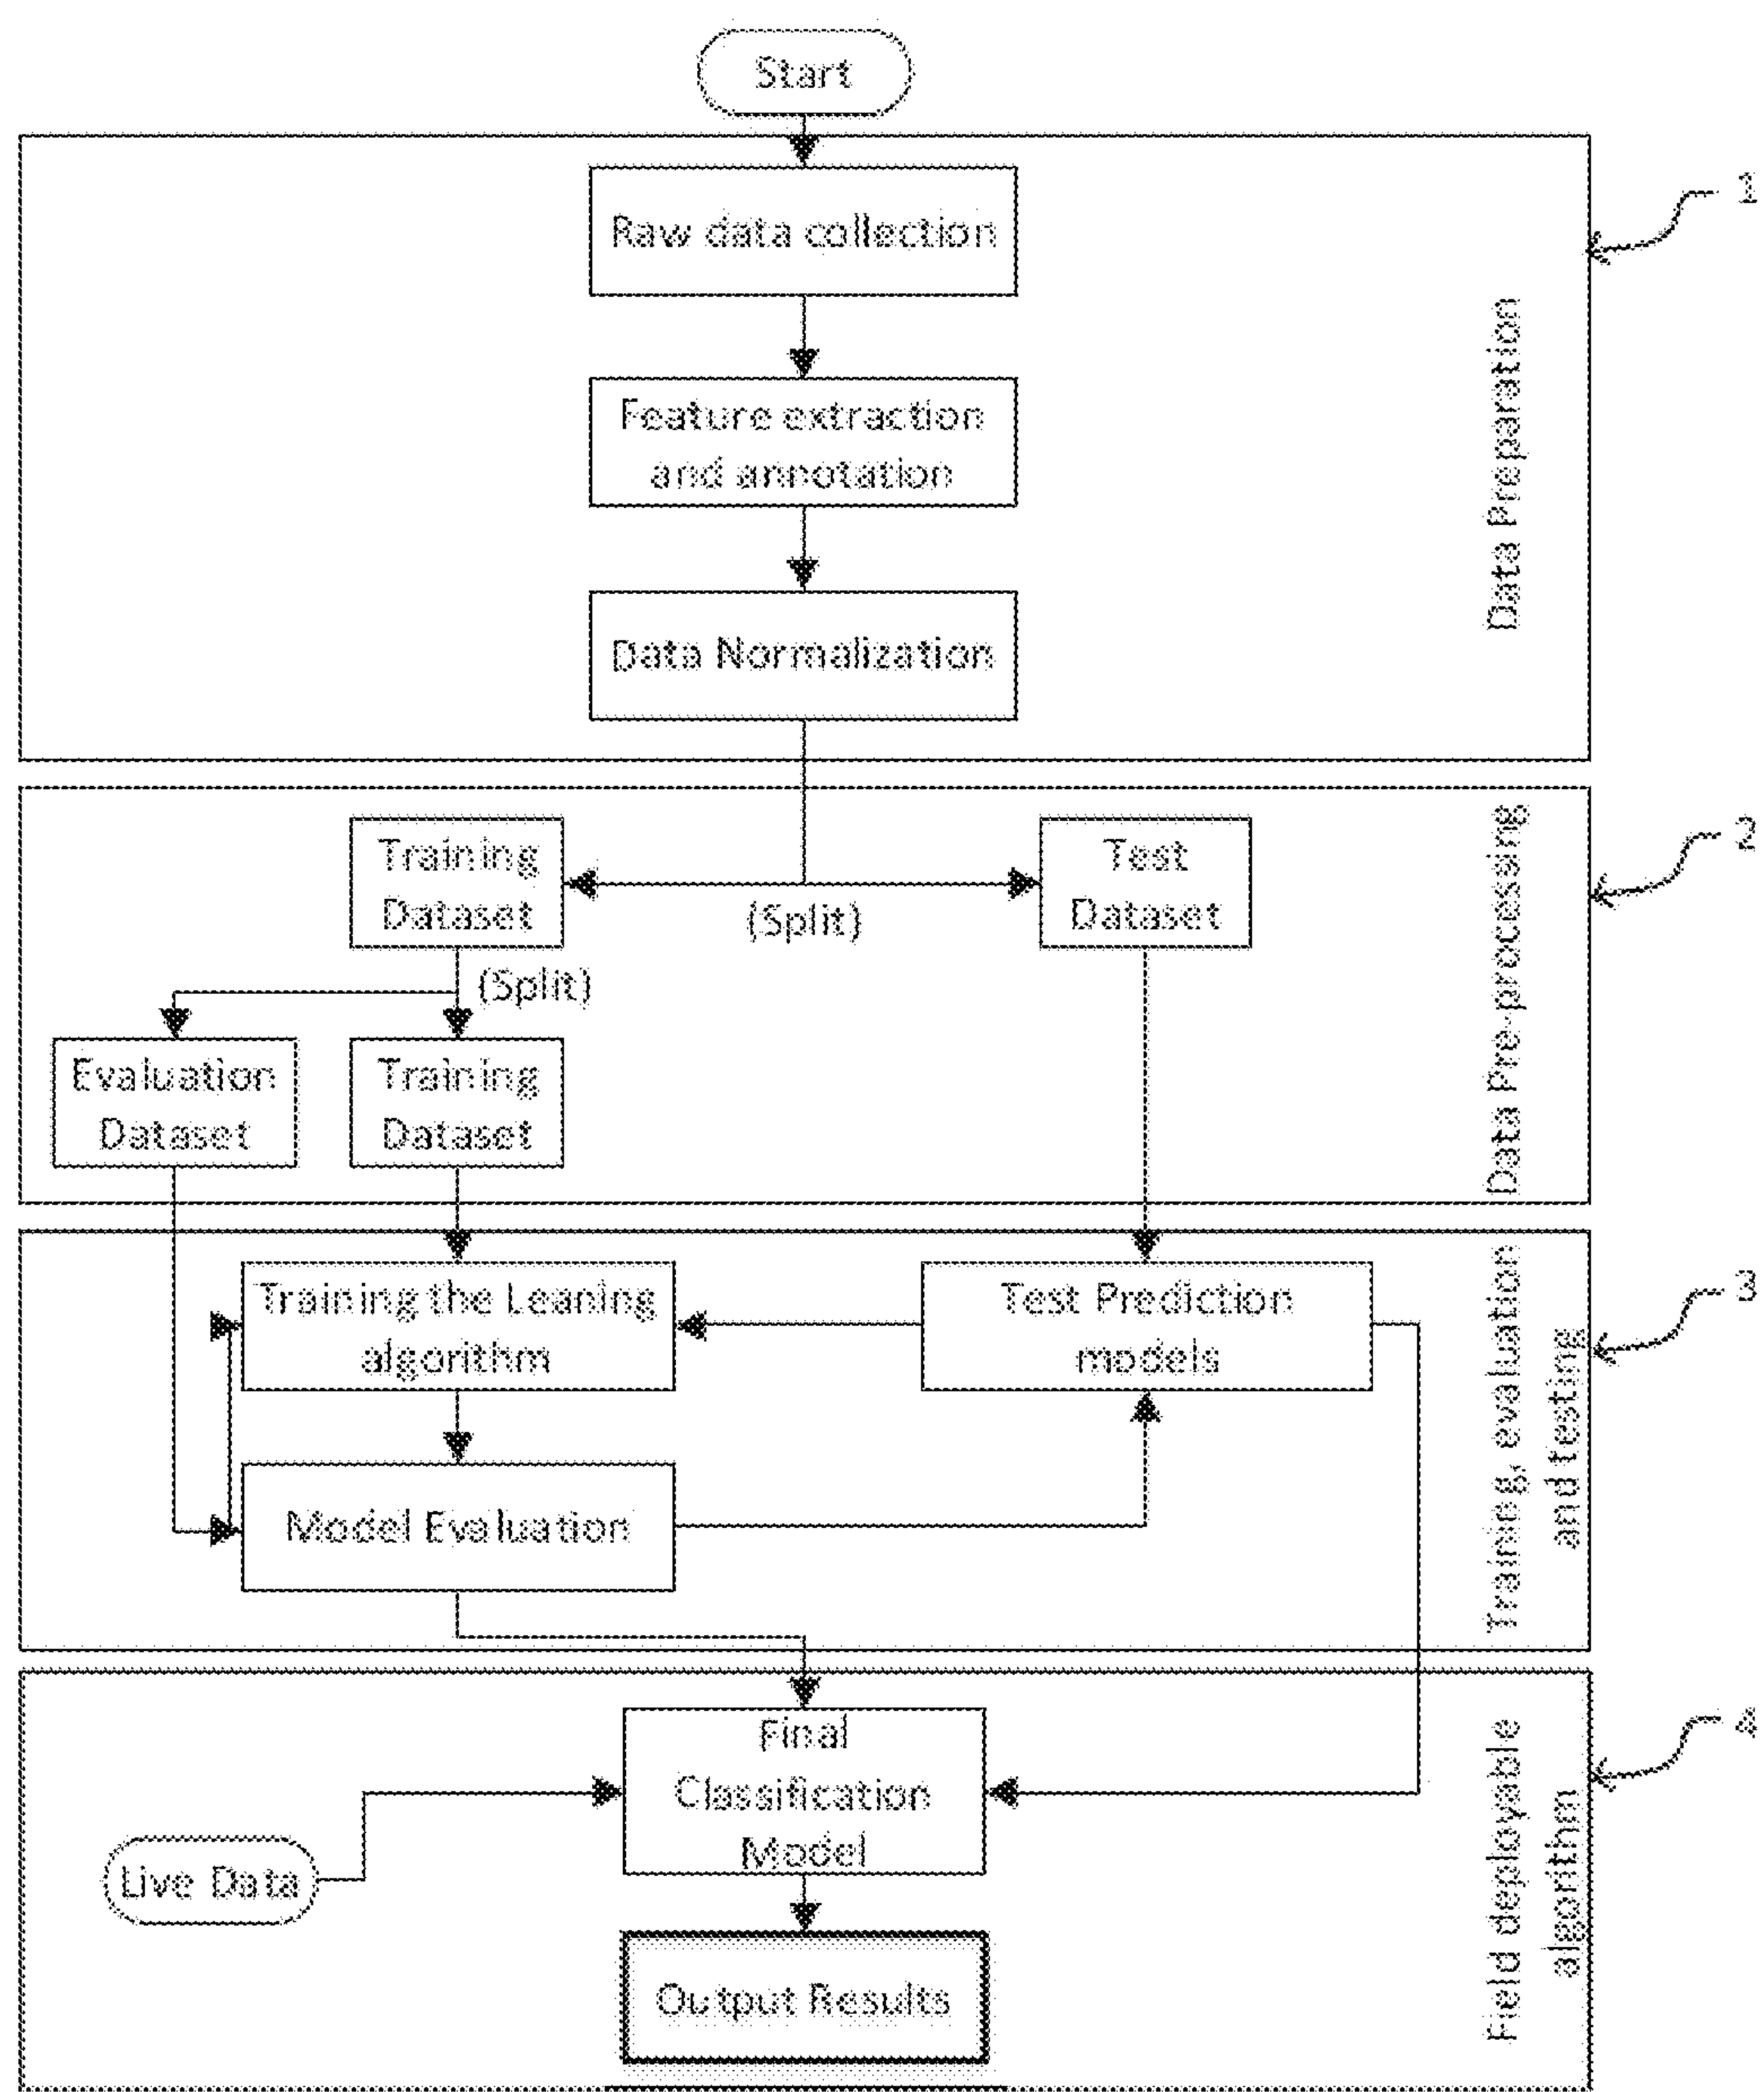 Start
1
Raw data collection
Feature extraction
and annotation
Data Normalization
Data Preparation
2
Training
Dataset
(Split)
Test
Dataset
(Split)
Evaluation
Dataset
Training
Dataset
Data Pre-processing
3
Training the Leaning
algorithm
Test Prediction
models
Model Evaluation
Training, evaluation
and testing
4
Final
Classification
Model
Live Data
Output Results
Field deployable
algorithm